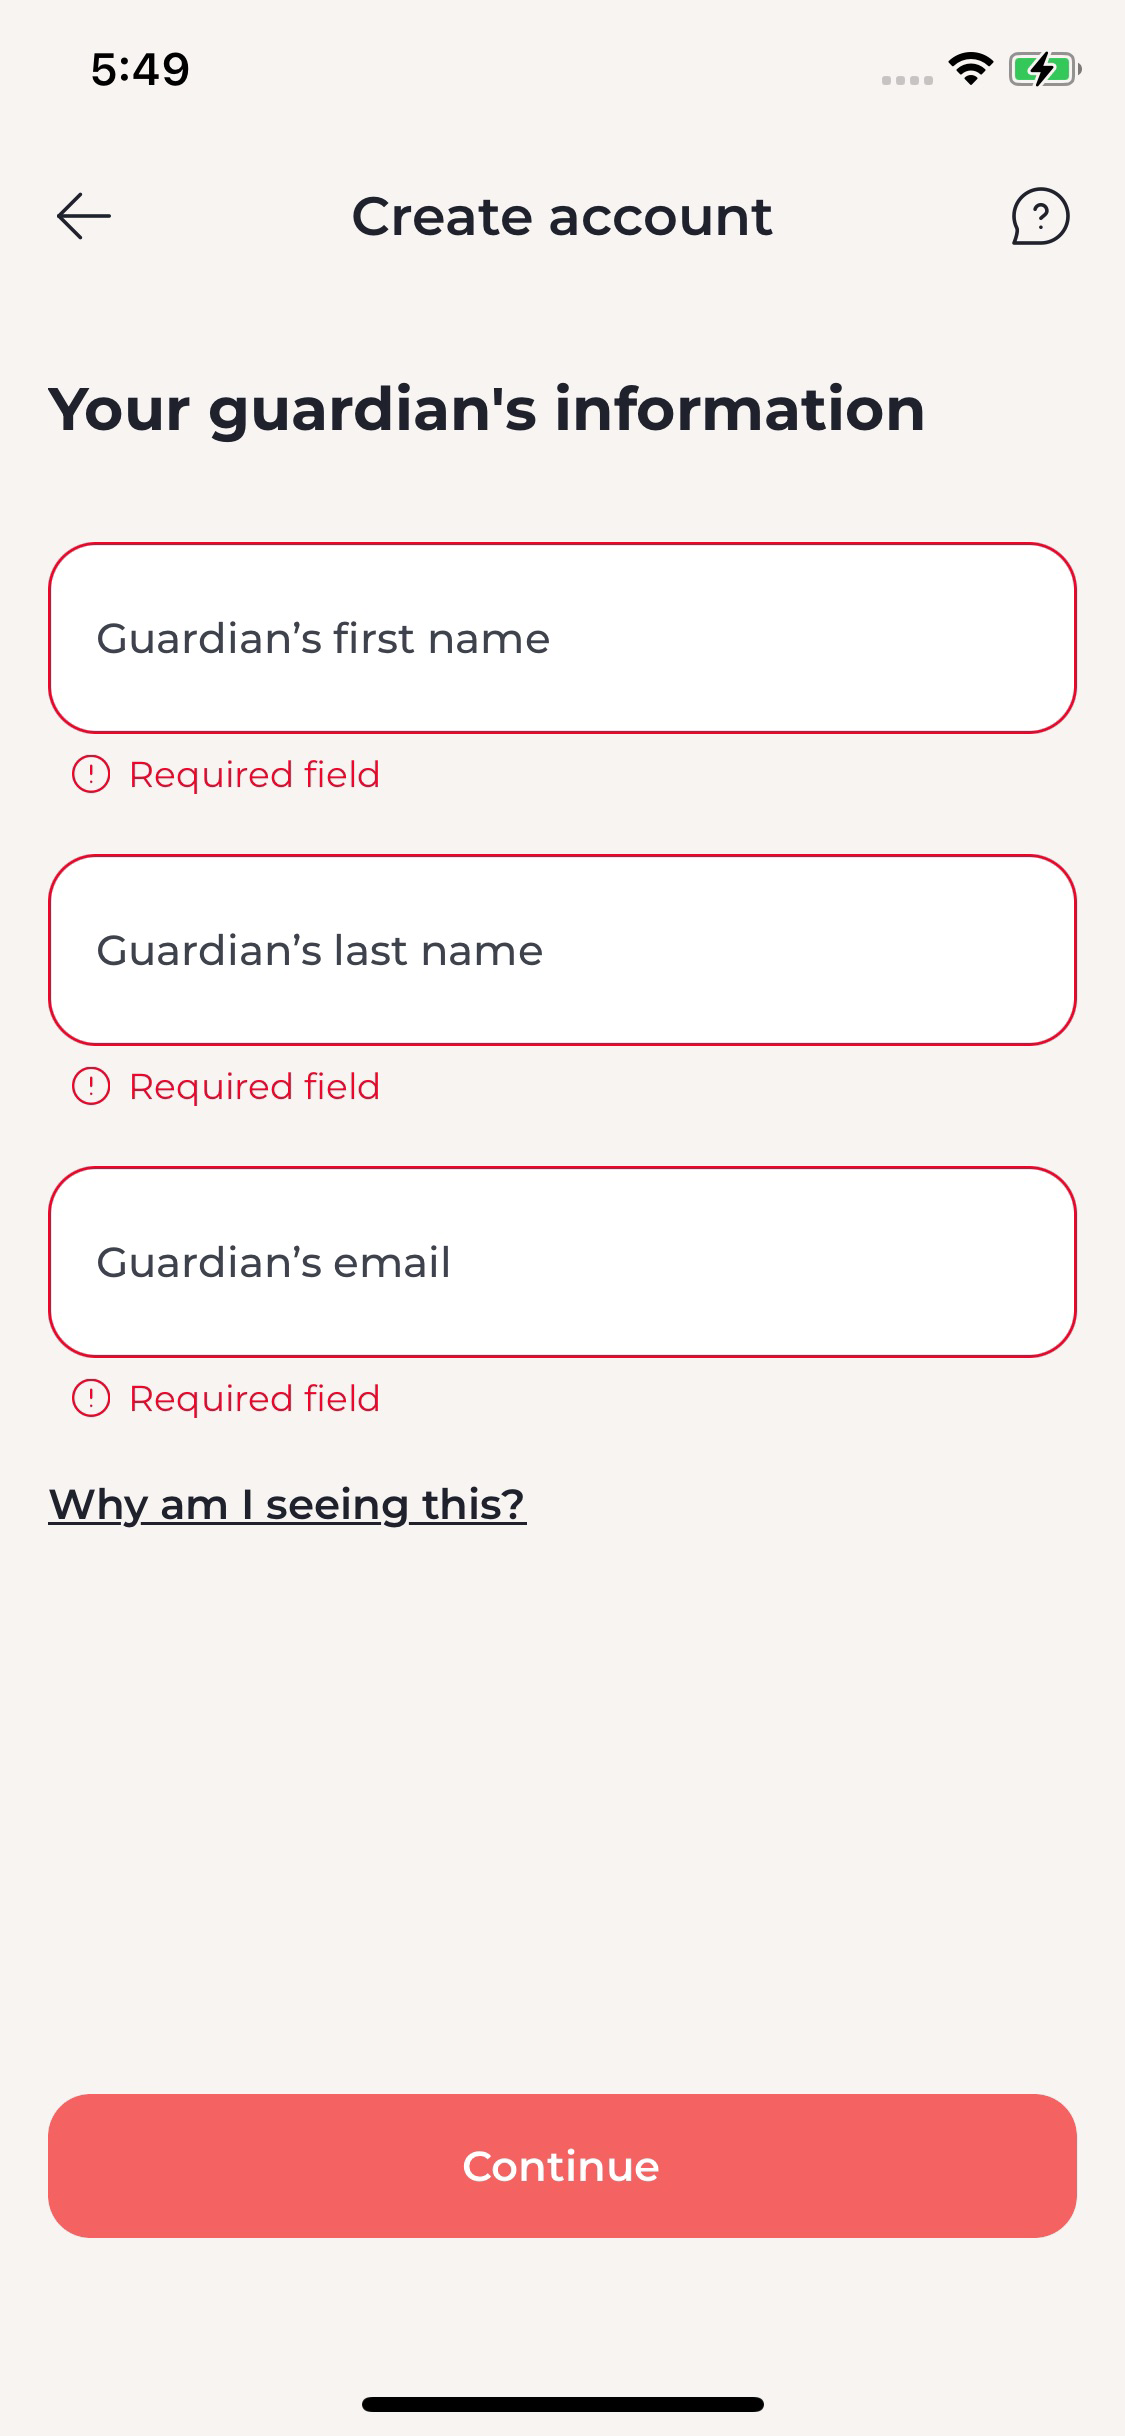 5:49
Create account
Your guardian's information
Guardian’s first name
Required field
Guardian’s last name
Required field
Guardian’s email
Required field
Why am I seeing this?
Continue